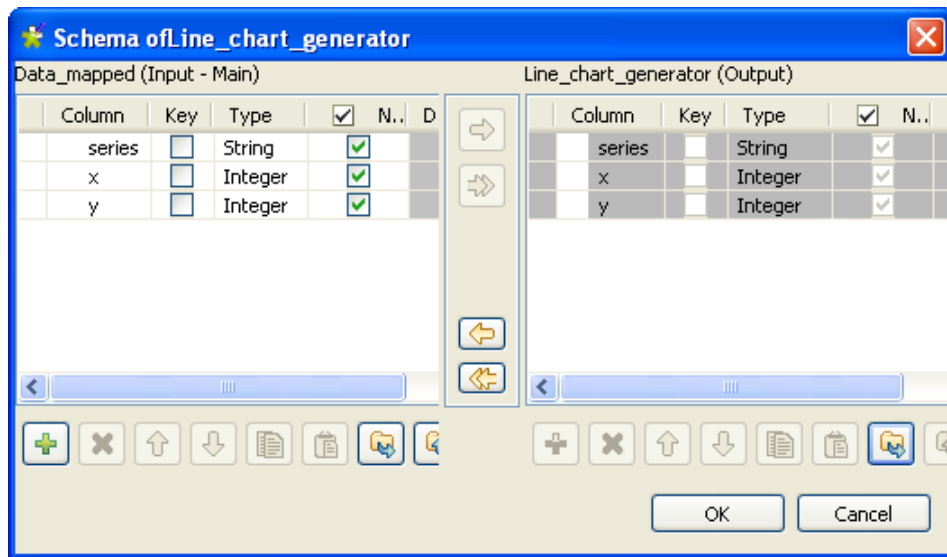 Schema ofLine_chart_generator
Data_mapped (Input - Main)
Line_chart_generator (Output)
Column Key Type N.. D
series String
x Integer
y Integer
Column Key Type N..
series String
x Integer
y Integer
OK
Cancel